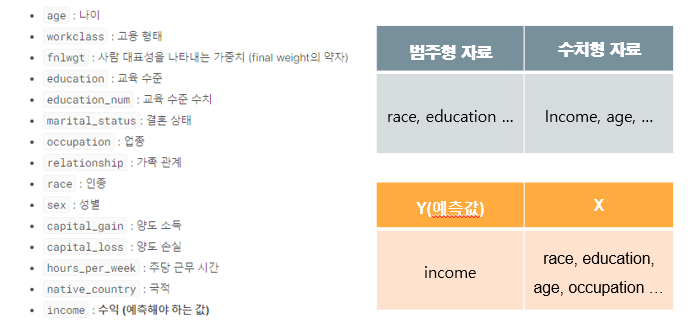 age : 나이
workclass : 고용 형태
fnlwgt : 사람 대표성을 나타내는 가중치 (final weight의 약자)
education : 교육 수준
education_num : 교육 수준 수치
marital_status : 결혼 상태
occupation : 업종
relationship : 가족 관계
race : 인종
sex : 성별
capital_gain : 양도 소득
capital_loss : 양도 손실
hours_per_week : 주당 근무 시간
native_country : 국적
income : 수익 (예측해야 하는 값)
범주형 자료 수치형 자료
race, education ... Income, age, ...
Y(예측값) X
income
race, education,
age, occupation ...